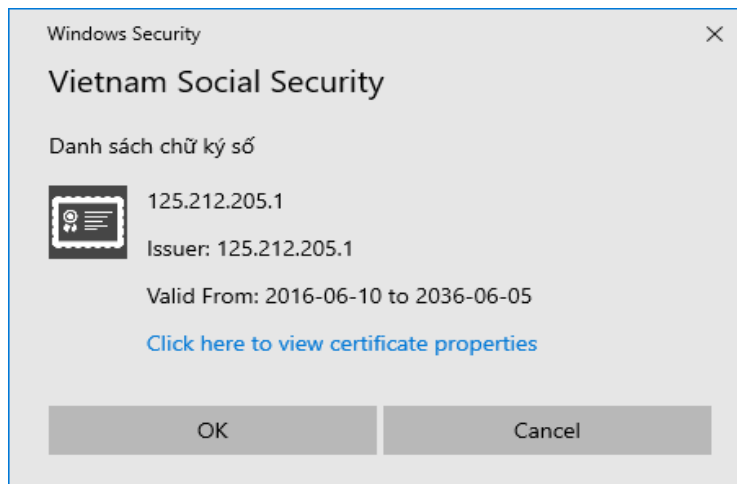 Windows Security
Vietnam Social Security
Danh sách chữ ký số
125.212.205.1
Issuer: 125.212.205.1
Valid From: 2016-06-10 to 2036-06-05
Click here to view certificate properties
OK
Cancel